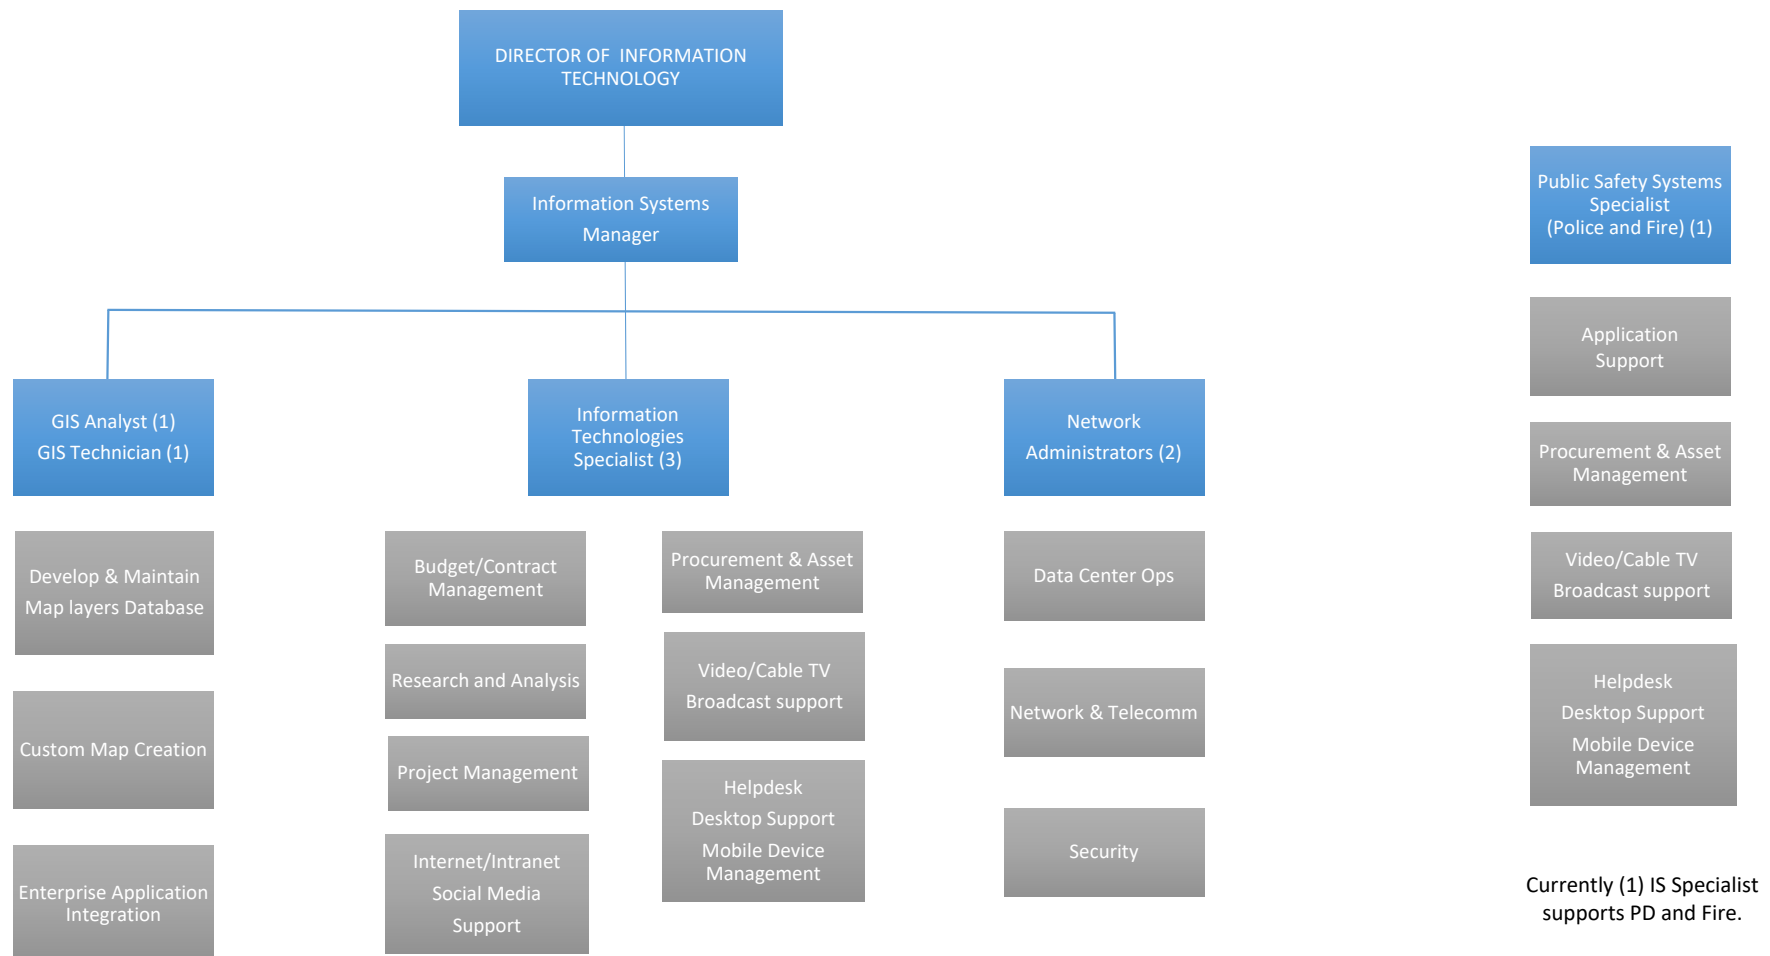 DIRECTOR OF  INFORMATION
TECHNOLOGY
Information Systems
Manager
GIS Analyst (1)
GIS Technician (1)
Develop & Maintain
Map layers Database
Custom Map Creation
Enterprise Application
Integration
Information
Technologies
Specialist (3)
Budget/Contract
Management
Research and Analysis
Project Management
Internet/Intranet
Social Media
Support
Procurement & Asset
Management
Video/Cable TV
Broadcast support
Helpdesk
Desktop Support
Mobile Device
Management
Network
Administrators (2)
Data Center Ops
Network & Telecomm
Security
Public Safety Systems
Specialist
(Police and Fire) (1)
Application
Support
Procurement & Asset
Management
Video/Cable TV
Broadcast support
Helpdesk
Desktop Support
Mobile Device
Management
Currently (1) IS Specialist
supports PD and Fire.